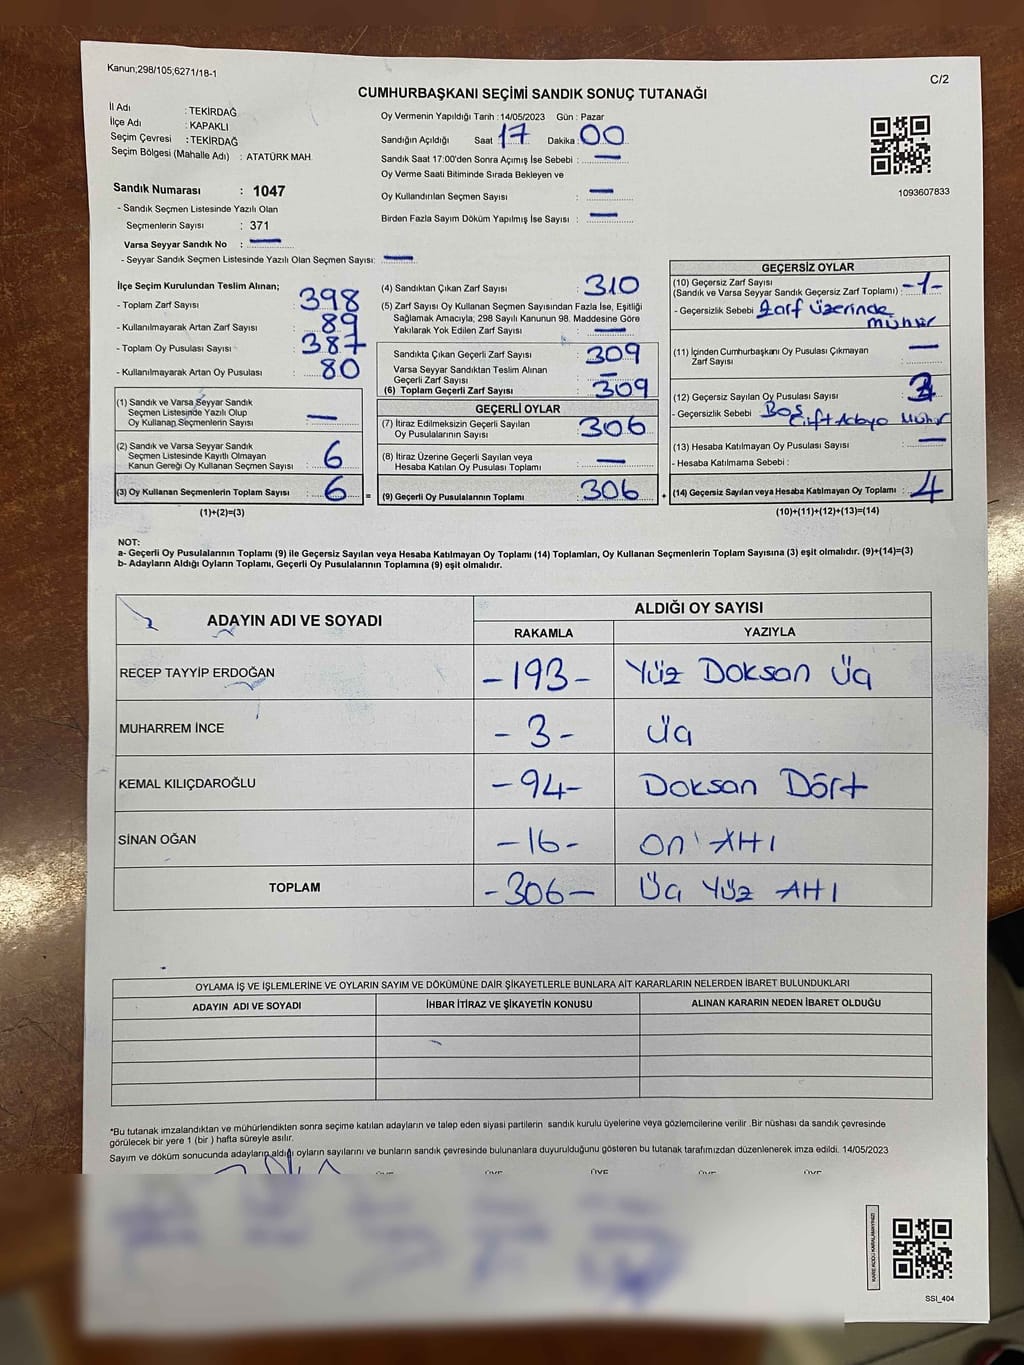 Kanun,298/105,6271/18-1
C/2
CUMHURBAŞKANI SEÇİMİ SANDIK SONUÇ TUTANAĞI
İl Adı : TEKİRDAĞ
İlçe Adı : KAPAKLI
Seçim Çevresi : TEKİRDAĞ
Seçim Bölgesi (Mahalle Adı) : ATATÜRK MAH.
Oy Vermenin Yapıldığı Tarih : 14/05/2023 Gün : Pazar
Sandığın Açıldığı Saat 17 Dakika : 00
Sandık Saat 17:00'den Sonra Açımış İse Sebebi : —
Oy Verme Saati Bitiminde Sırada Bekleyen ve
Oy Kullandırılan Seçmen Sayısı : —
Birden Fazla Sayım Döküm Yapılmış İse Sayısı : —
1093607833
Sandık Numarası : 1047
- Sandık Seçmen Listesinde Yazılı Olan
Seçmenlerin Sayısı : 371
Varsa Seyyar Sandık No : —
- Seyyar Sandık Seçmen Listesinde Yazılı Olan Seçmen Sayısı: —
İlçe Seçim Kurulundan Teslim Alınan;
- Toplam Zarf Sayısı : 398
- Kullanılmayarak Artan Zarf Sayısı : 89
- Toplam Oy Pusulası Sayısı : 387
- Kullanılmayarak Artan Oy Pusulası : 80
(1) Sandık ve Varsa Seyyar Sandık
Seçmen Listesinde Yazılı Olup
Oy Kullanan Seçmenlerin Sayısı : —
(2) Sandık ve Varsa Seyyar Sandık
Seçmen Listesinde Kayıtlı Olmayan
Kanun Gereği Oy Kullanan Seçmen Sayısı : 6
(3) Oy Kullanan Seçmenlerin Toplam Sayısı : 6
(1)+(2)=(3)
=
(4) Sandıktan Çıkan Zarf Sayısı : 310
(5) Zarf Sayısı Oy Kullanan Seçmen Sayısından Fazla İse, Eşitliği
Sağlamak Amacıyla; 298 Sayılı Kanunun 98. Maddesine Göre
Yakılarak Yok Edilen Zarf Sayısı : —
Sandıkta Çıkan Geçerli Zarf Sayısı : 309
Varsa Seyyar Sandıktan Teslim Alınan
Geçerli Zarf Sayısı : —
(6) Toplam Geçerli Zarf Sayısı : 309
GEÇERLİ OYLAR
(7) İtiraz Edilmeksizin Geçerli Sayılan
Oy Pusulalarının Sayısı : 306
(8) İtiraz Üzerine Geçerli Sayılan veya
Hesaba Katılan Oy Pusulası Toplamı : —
(9) Geçerli Oy Pusulalarının Toplamı : 306
+
GEÇERSİZ OYLAR
(10) Geçersiz Zarf Sayısı
(Sandık ve Varsa Seyyar Sandık Geçersiz Zarf Toplamı) : -1-
- Geçersizlik Sebebi : Zarf üzerinde
mühür
(11) İçinden Cumhurbaşkanı Oy Pusulası Çıkmayan
Zarf Sayısı : —
(12) Geçersiz Sayılan Oy Pusulası Sayısı :
- Geçersizlik Sebebi : Boş
Çift Adaya Mühür
(13) Hesaba Katılmayan Oy Pusulası Sayısı : —
- Hesaba Katılmama Sebebi :
(14) Geçersiz Sayılan veya Hesaba Katılmayan Oy Toplamı : 4
(10)+(11)+(12)+(13)=(14)
NOT:
a- Geçerli Oy Pusulalarının Toplamı (9) ile Geçersiz Sayılan veya Hesaba Katılmayan Oy Toplamı (14) Toplamları, Oy Kullanan Seçmenlerin Toplam Sayısına (3) eşit olmalıdır. (9)+(14)=(3)
b- Adayların Aldığı Oyların Toplamı, Geçerli Oy Pusulalarının Toplamına (9) eşit olmalıdır.
ADAYIN ADI VE SOYADI
ALDIĞI OY SAYISI
RAKAMLA YAZIYLA
RECEP TAYYİP ERDOĞAN -193- Yüz Doksan Üç
MUHARREM İNCE -3- Üç
KEMAL KILIÇDAROĞLU -94- Doksan Dört
SİNAN OĞAN -16- On Altı
TOPLAM -306- Üç Yüz Altı
OYLAMA İŞ VE İŞLEMLERİNE VE OYLARIN SAYIM VE DÖKÜMÜNE DAİR ŞİKAYETLERLE BUNLARA AİT KARARLARIN NELERDEN İBARET BULUNDUKLARI
ADAYIN ADI VE SOYADI İHBAR İTİRAZ VE ŞİKAYETİN KONUSU ALINAN KARARIN NEDEN İBARET OLDUĞU
*Bu tutanak imzalandıktan ve mühürlendikten sonra seçime katılan adayların ve talep eden siyasi partilerin sandık kurulu üyelerine veya gözlemcilerine verilir .Bir nüshası da sandık çevresinde
görülecek bir yere 1 (bir ) hafta süreyle asılır.
Sayım ve döküm sonucunda adayların aldığı oyların sayılarını ve bunların sandık çevresinde bulunanlara duyurulduğunu gösteren bu tutanak tarafımızdan düzenlenerek imza edildi. 14/05/2023
ÜYE ÜYE ÜYE ÜYE ÜYE
KARE KODU KARALAMAYINIZ!
SSI_404